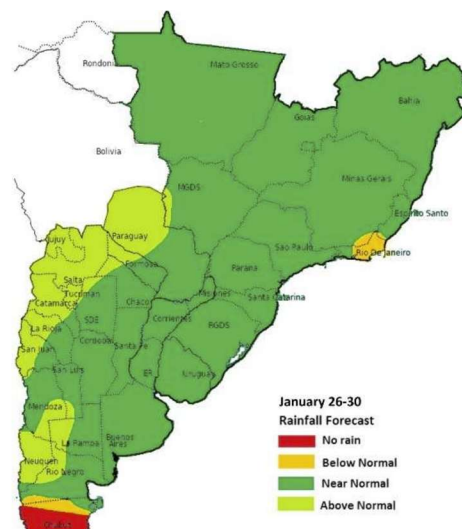 Rondoni
Mato Grosso
Bahia
Goias
Bolivia
MGDS
Minas Gerais
Espirito Santo
Paraguay
Jujuy
Sao Paulo
Rio De Janeiro
Formosa
Salta
Parana
Tucuman
Catamarca
Chaco
Misiones
Santa Catarina
La Rioja
SDE
Corrientes
RGDS
San Juan
Cordoba
Santa Fe
San Luis
ER
Uruguay
Mendoza
La Pampa
Buenos
Aires
Neuquen
Rio Negro
January 26-30
Rainfall Forecast
No rain
Below Normal
Near Normal
Above Normal